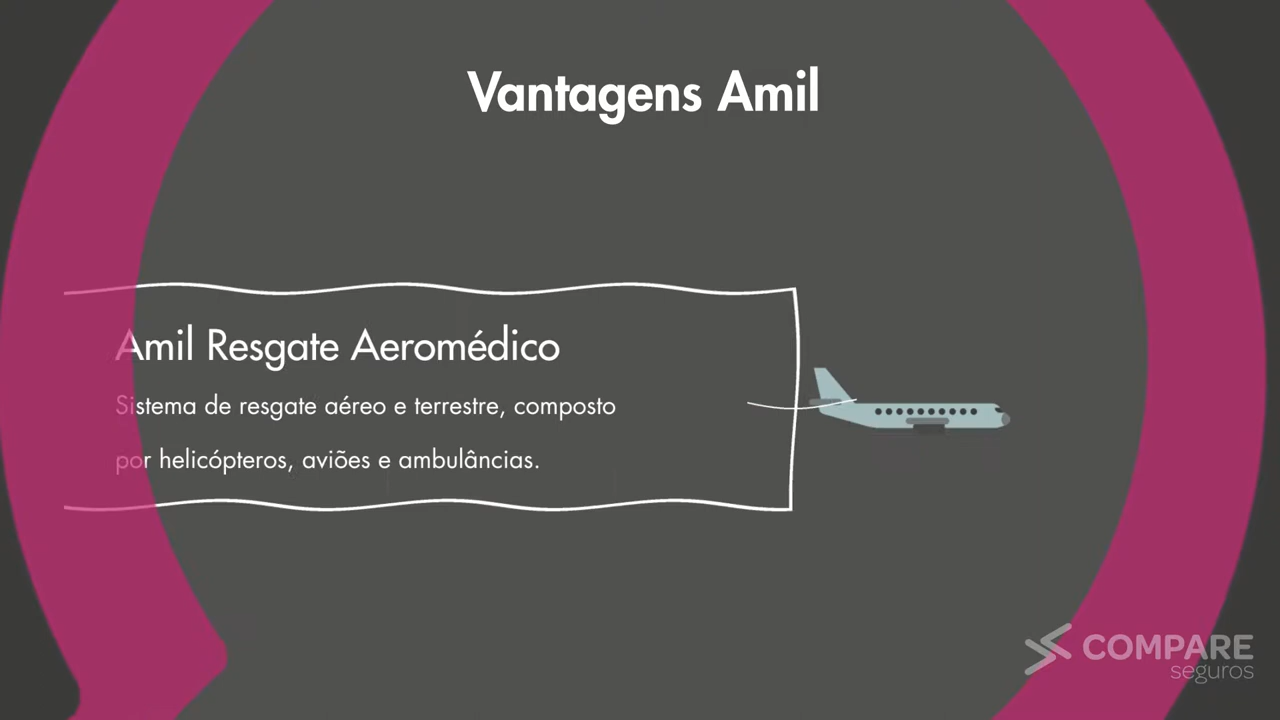 Vantagens Amil
Amil Resgate Aeromédico
Sistema de resgate aéreo e terrestre, composto
por helicópteros, aviões e ambulâncias.
COMPARE
seguros